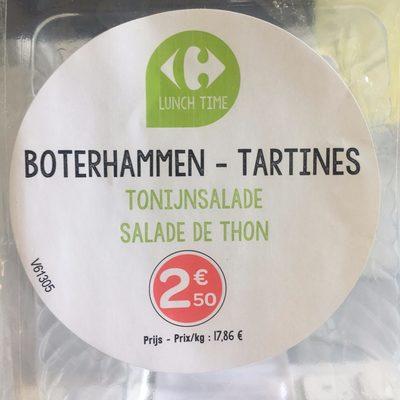 LUNCH TIME
BOTERHAMMEN - TARTINES
TONIJNSALADE
SALADE DE THON
2€50
Prijs - Prix/kg : 17,86 €
V61305